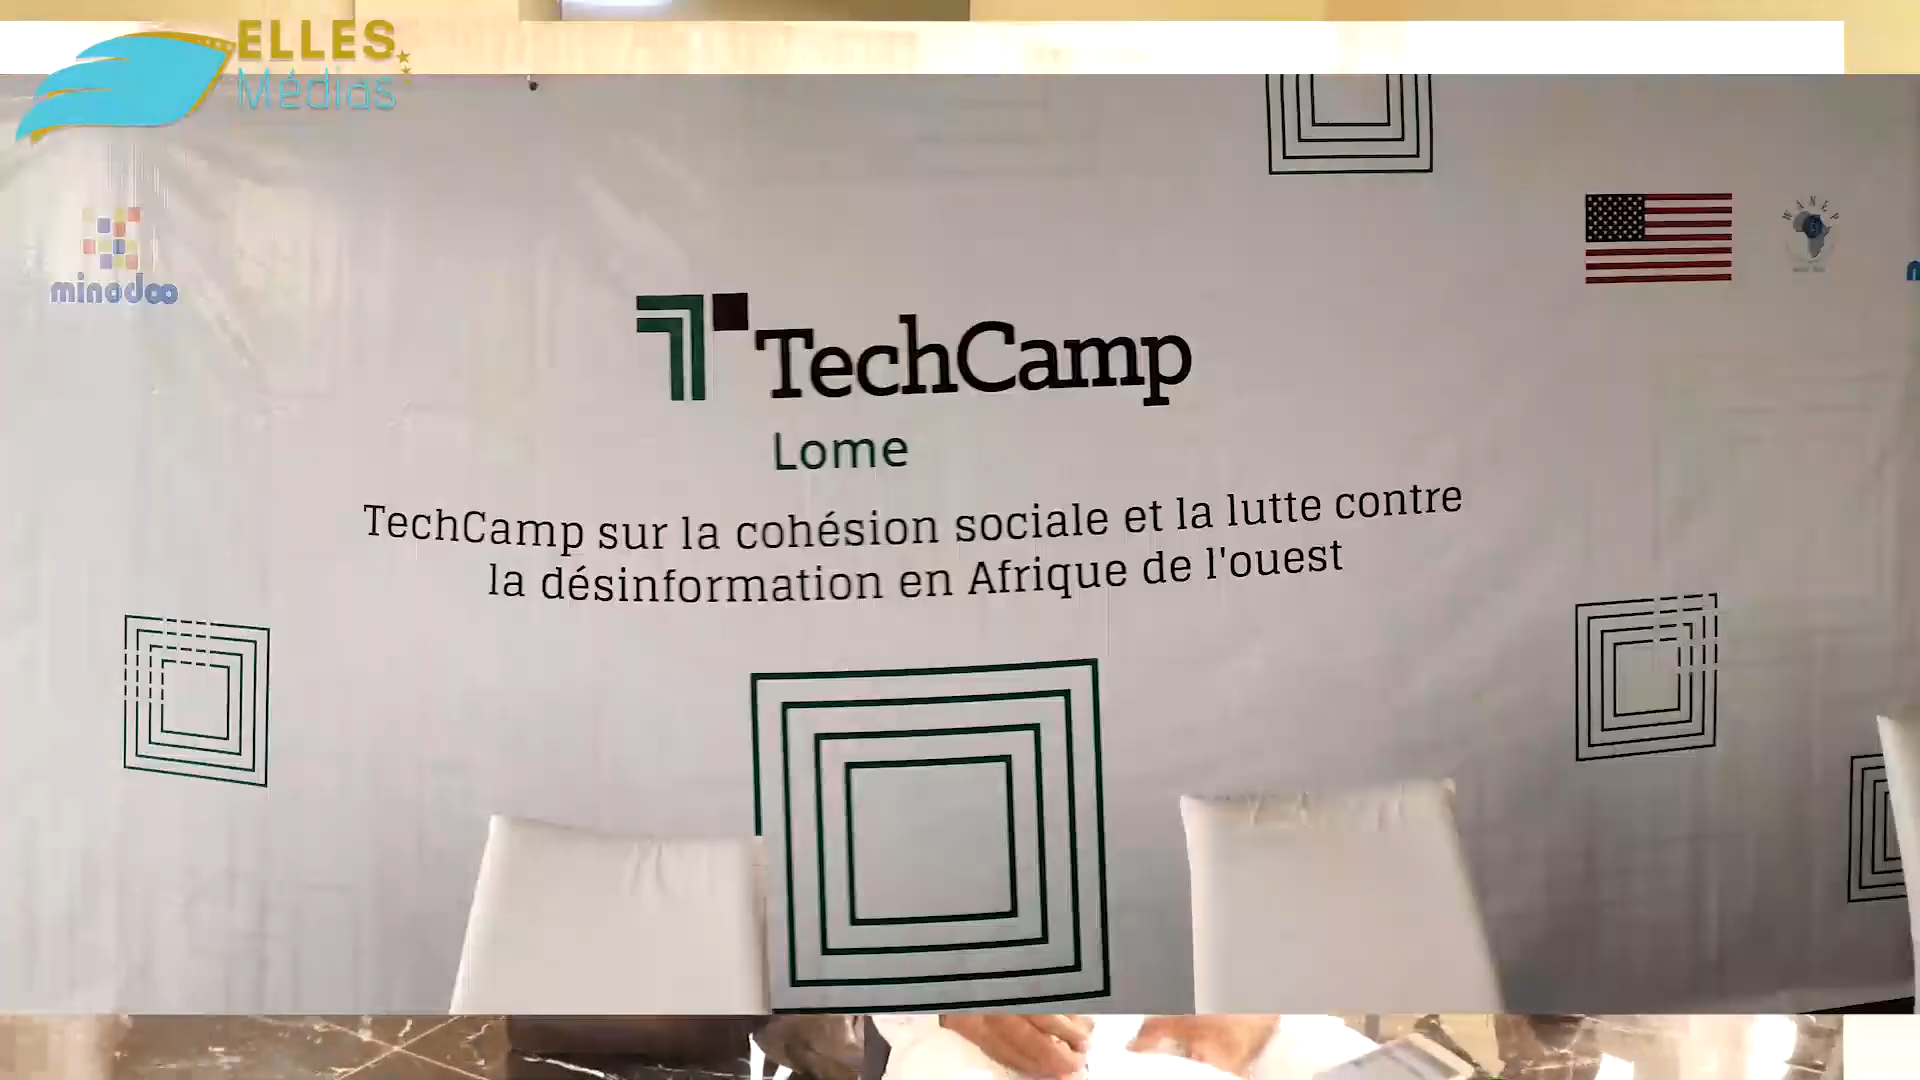 ELLES
Médias
minodoo
WANEP
TechCamp
Lome
TechCamp sur la cohésion sociale et la lutte contre
la désinformation en Afrique de l'ouest